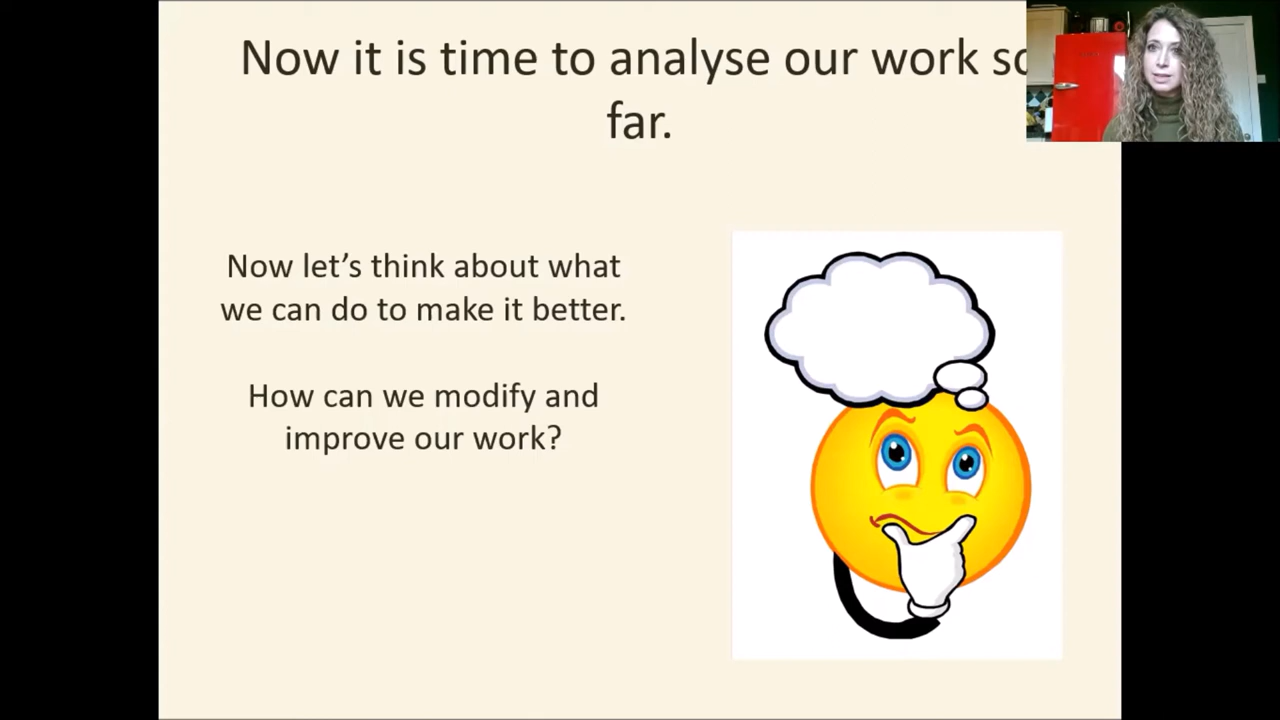 Now it is time to analyse our work so
far.
Now let's think about what
we can do to make it better.
How can we modify and
improve our work?